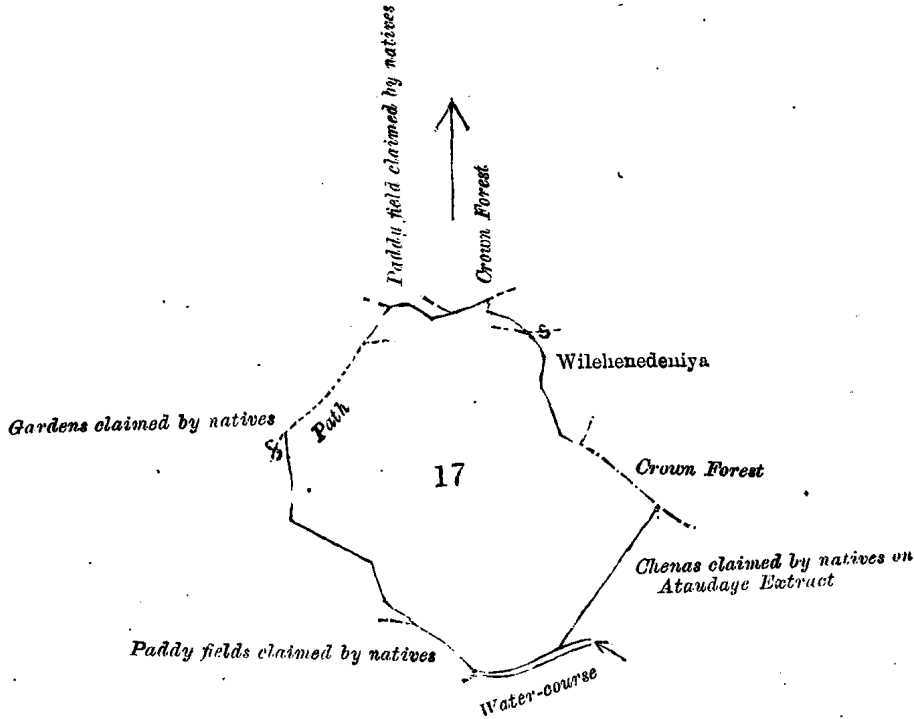 Paddy field claimed by natives
Crown Forest
Wilehenedeniya
Gardens claimed by natives
Path
17
Crown Forest
Chenas claimed by natives on
Ataudaye Extract
Paddy fields claimed by natives
Water-course